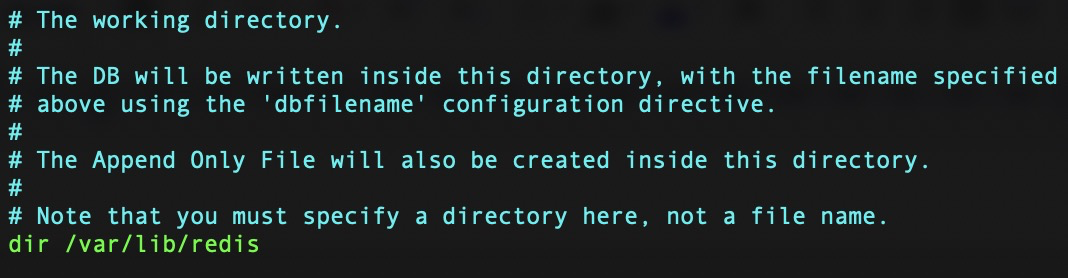 # The working directory.
#
# The DB will be written inside this directory, with the filename specified
# above using the 'dbfilename' configuration directive.
#
# The Append Only File will also be created inside this directory.
#
# Note that you must specify a directory here, not a file name.
dir /var/lib/redis